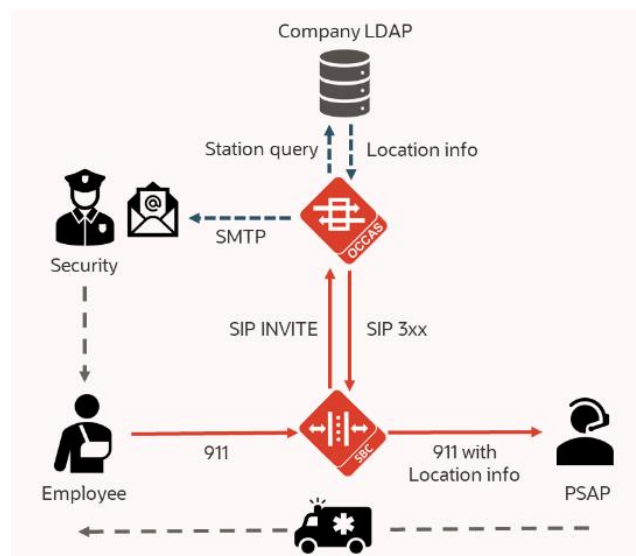 Company LDAP
Station query
Location info
OCCAS
@
SMTP
Security
SIP INVITE
SIP 3xx
911
SBC
911 with
Location info
Employee
PSAP